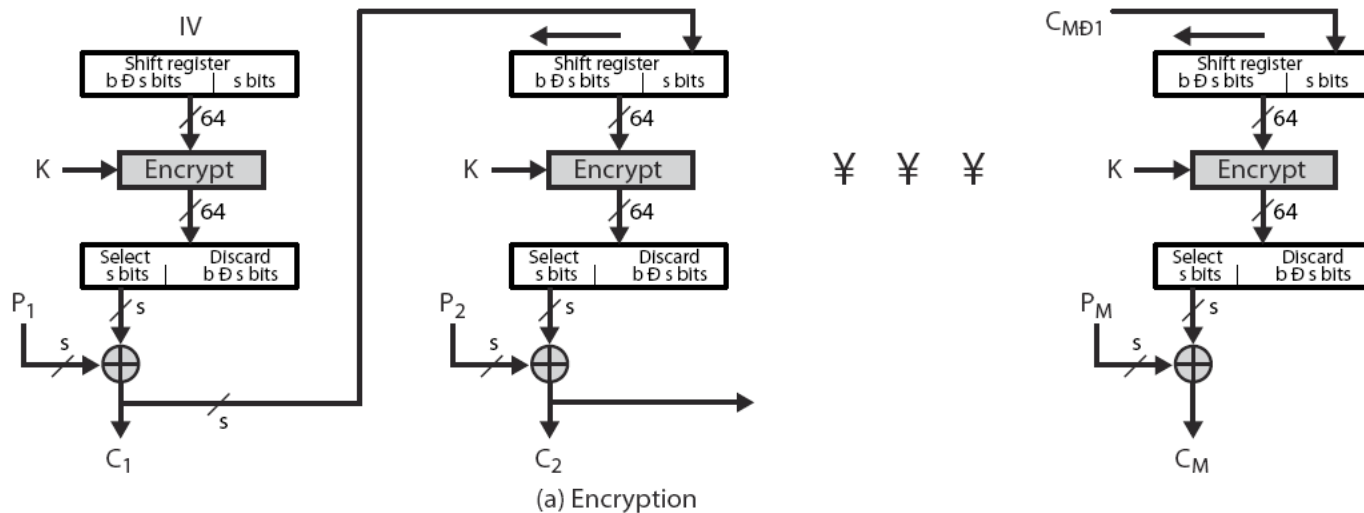 IV
Shift register
b Ð s bits | s bits
64
K
Encrypt
64
Select Discard
s bits | b Ð s bits
P1
s
s
s
C1
Shift register
b Ð s bits | s bits
64
K
Encrypt
64
Select Discard
s bits | b Ð s bits
P2
s
s
C2
¥ ¥ ¥
CMÐ1
Shift register
b Ð s bits | s bits
64
K
Encrypt
64
Select Discard
s bits | b Ð s bits
PM
s
s
CM
(a) Encryption